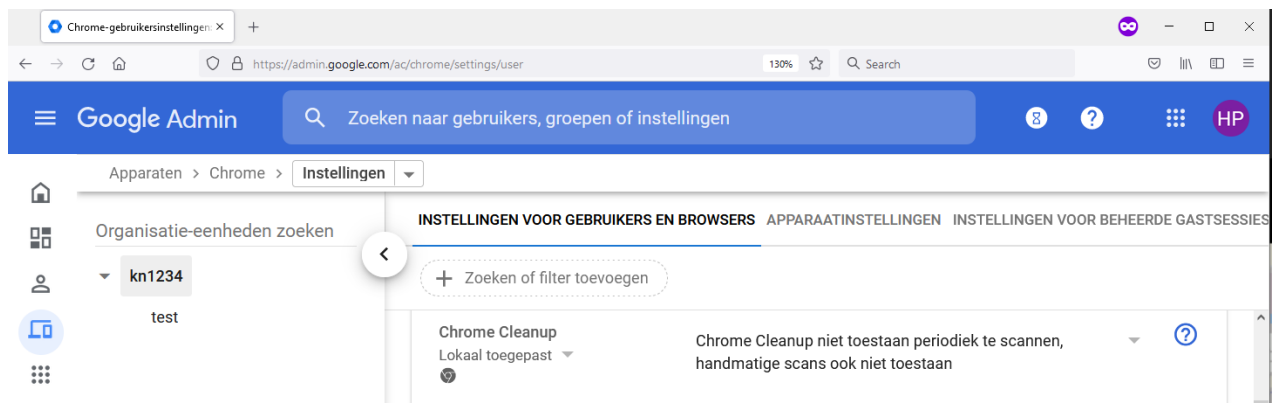 Chrome-gebruikersinstellingen
https://admin.google.com/ac/chrome/settings/user
130%
Search
Google Admin
Zoeken naar gebruikers, groepen of instellingen
HP
Apparaten > Chrome > Instellingen
Organisatie-eenheden zoeken
kn1234
test
INSTELLINGEN VOOR GEBRUIKERS EN BROWSERS
APPARAATINSTELLINGEN
INSTELLINGEN VOOR BEHEERDE GASTSESSIES
Zoeken of filter toevoegen
Chrome Cleanup
Lokaal toegepast
Chrome Cleanup niet toestaan periodiek te scannen,
handmatige scans ook niet toestaan